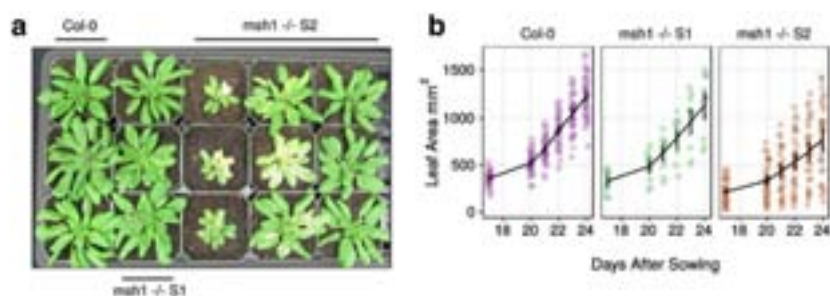 a
Col-0
msh1 -/- S2
msh1 -/- S1
b
Col-0
msh1 -/- S1
msh1 -/- S2
Leaf Area mm²
1500
1000
500
0
18 20 22 24
18 20 22 24
18 20 22 24
Days After Sowing